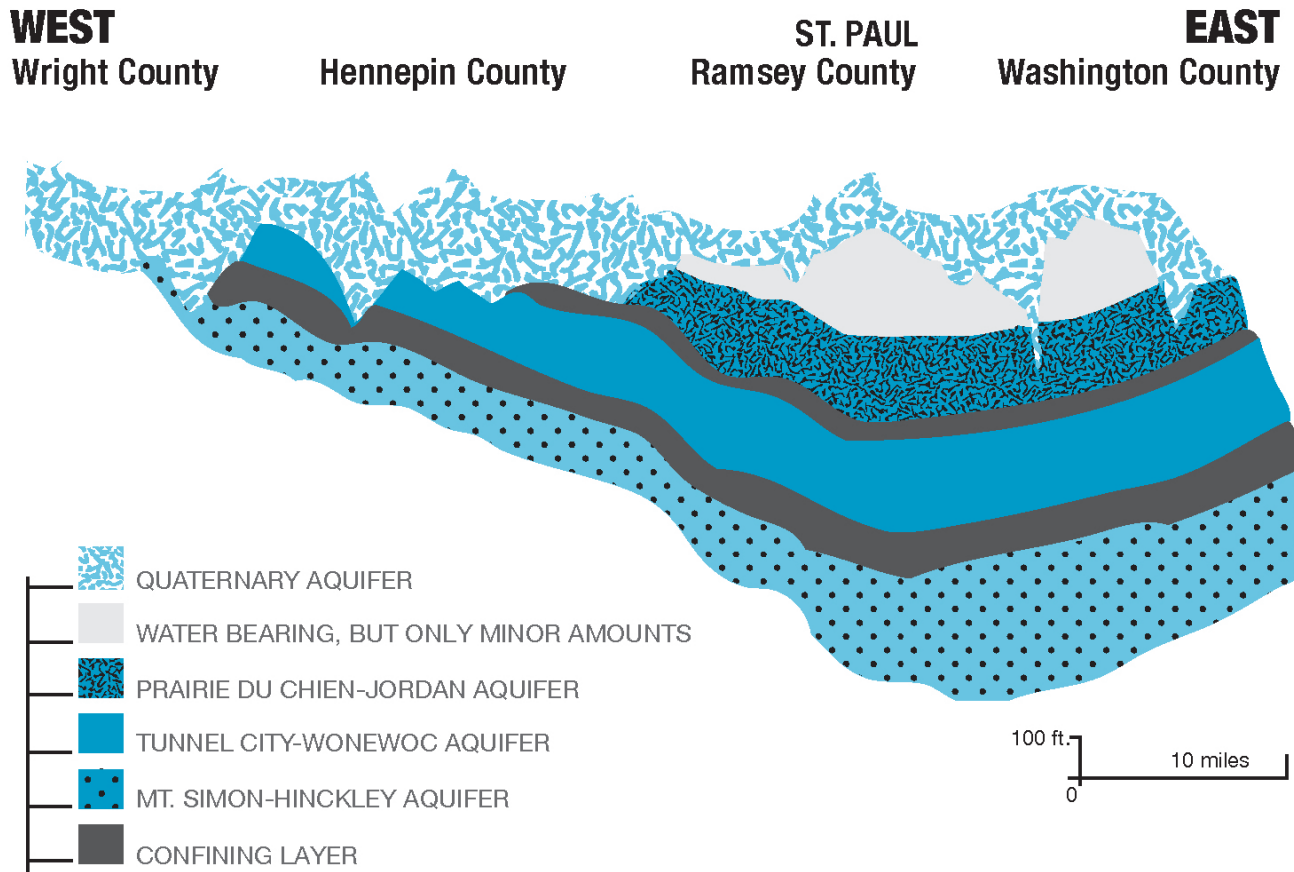 WEST
Wright County
Hennepin County
ST. PAUL
Ramsey County
EAST
Washington County
QUATERNARY AQUIFER
WATER BEARING, BUT ONLY MINOR AMOUNTS
PRAIRIE DU CHIEN-JORDAN AQUIFER
TUNNEL CITY-WONEWOC AQUIFER
MT. SIMON-HINCKLEY AQUIFER
CONFINING LAYER
100 ft.
10 miles
0